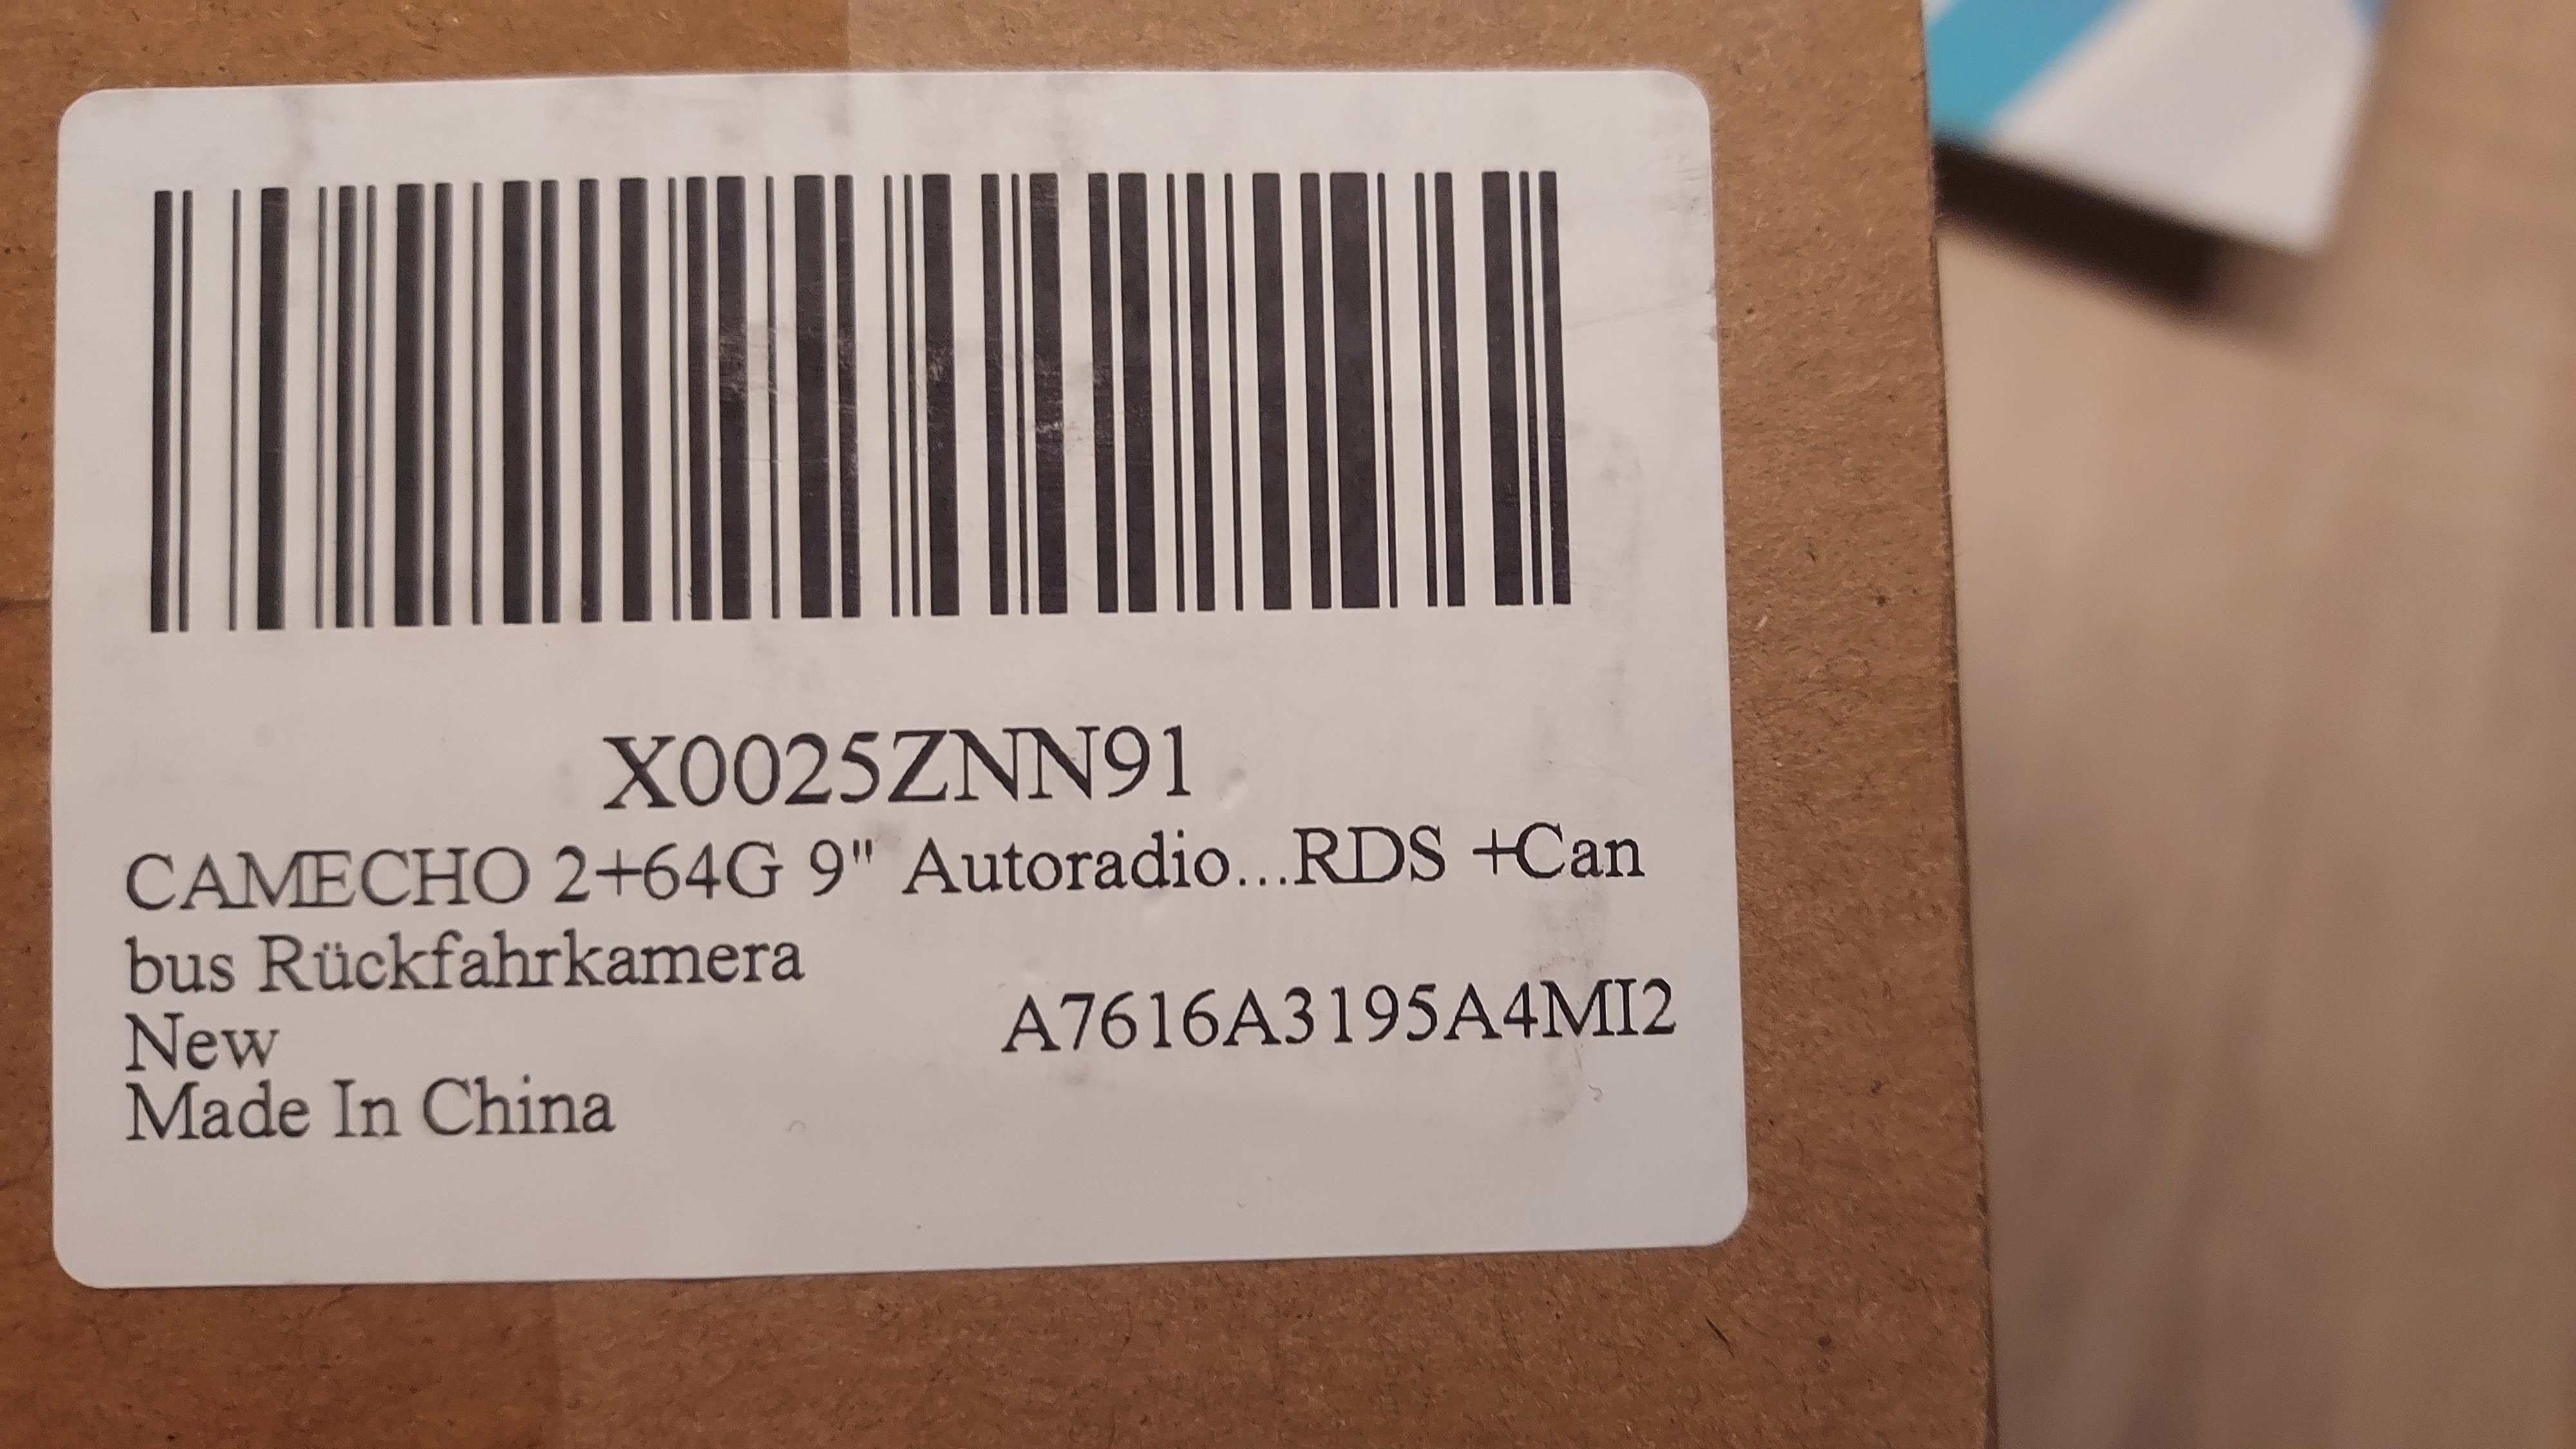 X0025ZNN91
CAMECHO 2+64G 9" Autoradio...RDS +Can
bus Rückfahrkamera
New
A7616A3195A4MI2
Made In China